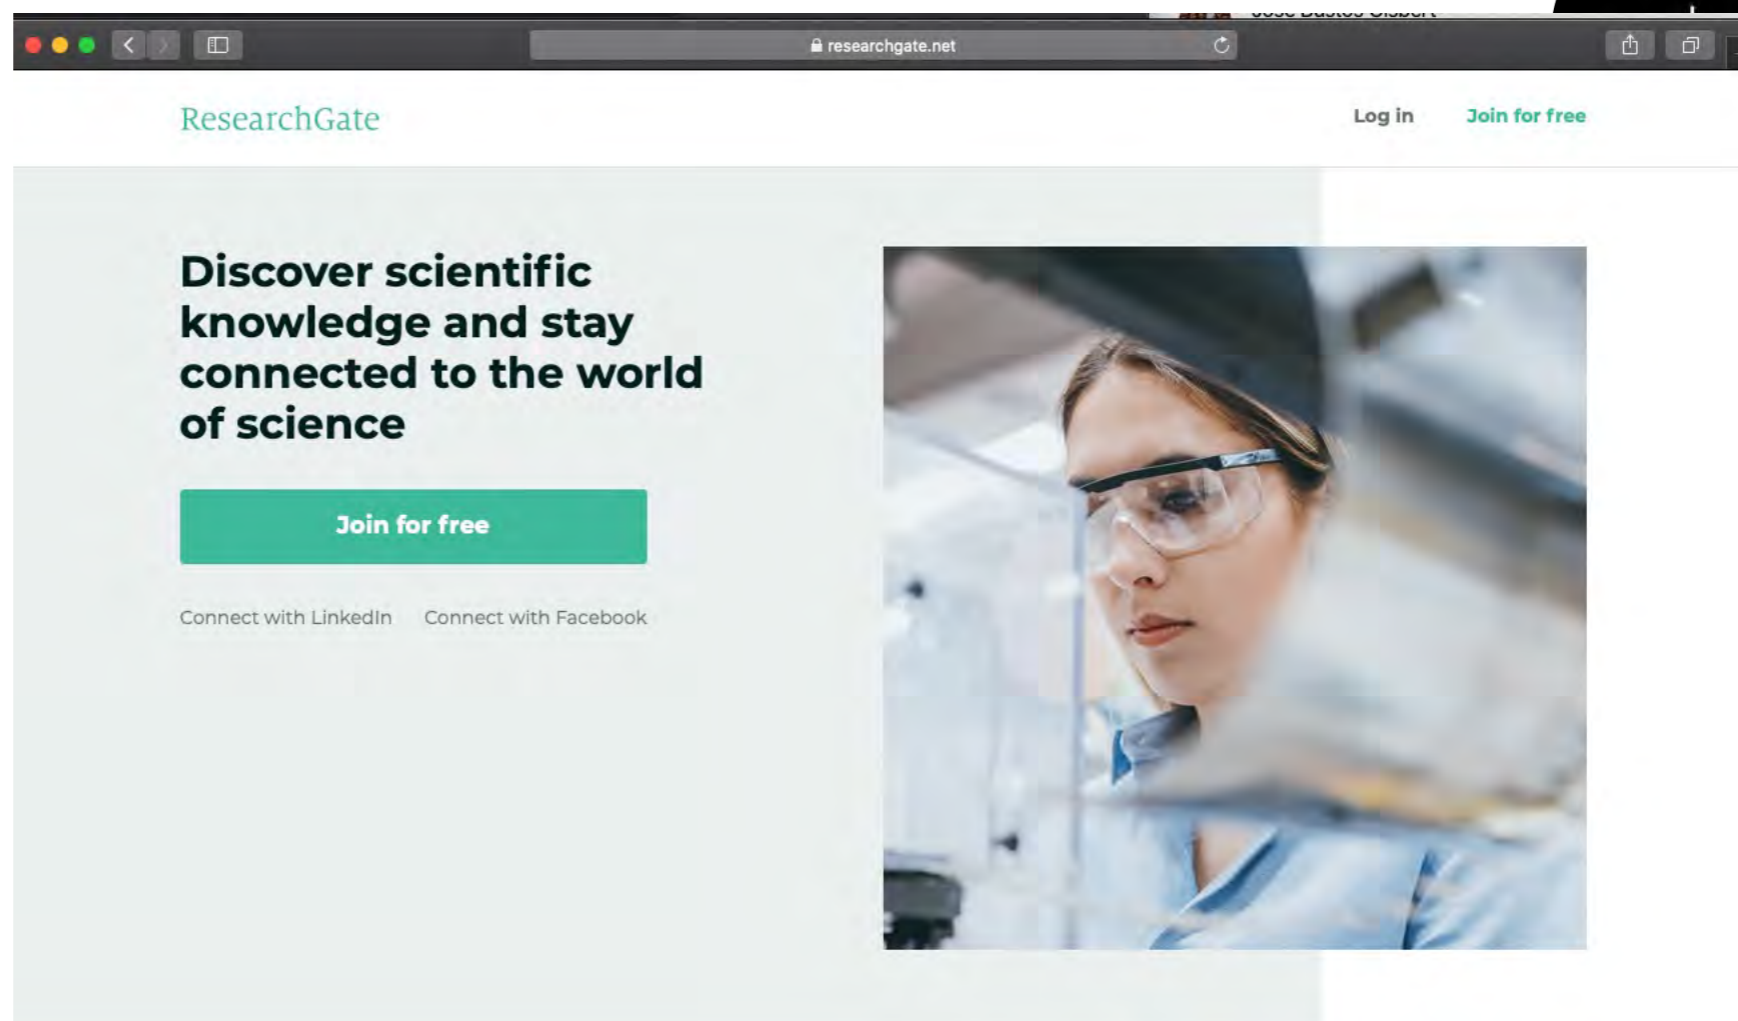 researchgate.net
ResearchGate
Log in
Join for free
Discover scientific
knowledge and stay
connected to the world
of science
Join for free
Connect with LinkedIn
Connect with Facebook